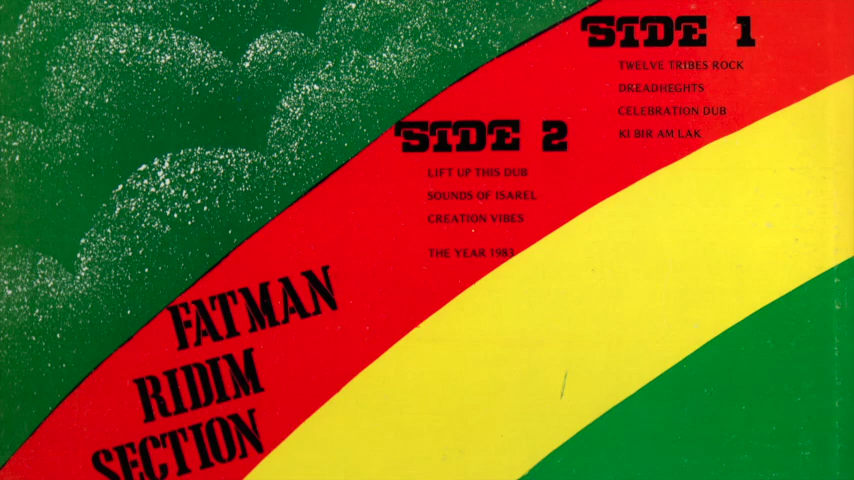 SIDE 1
TWELVE TRIBES ROCK
DREADHEGHTS
CELEBRATION DUB
KI BIR AM LAK
SIDE 2
LIFT UP THIS DUB
SOUNDS OF ISAREL
CREATION VIBES
THE YEAR 1983
FATMAN
RIDIM
SECTION